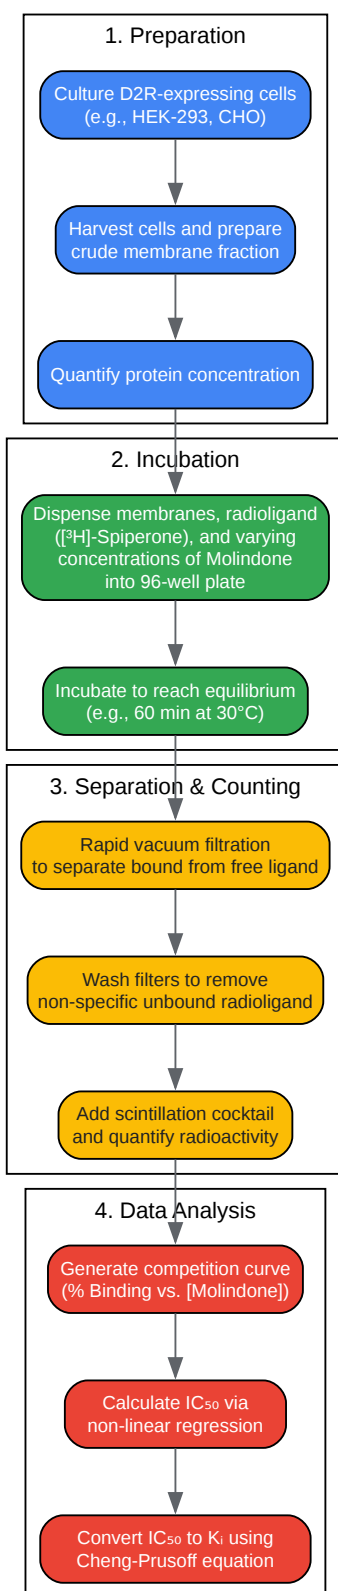 1. Preparation
Culture D2R-expressing cells
(e.g., HEK-293, CHO)
Harvest cells and prepare
crude membrane fraction
Quantify protein concentration
2. Incubation
Dispense membranes, radioligand
([³H]-Spiperone), and varying
concentrations of Molindone
into 96-well plate
Incubate to reach equilibrium
(e.g., 60 min at 30°C)
3. Separation & Counting
Rapid vacuum filtration
to separate bound from free ligand
Wash filters to remove
non-specific unbound radioligand
Add scintillation cocktail
and quantify radioactivity
4. Data Analysis
Generate competition curve
(% Binding vs. [Molindone])
Calculate IC₅₀ via
non-linear regression
Convert IC₅₀ to Kᵢ using
Cheng-Prusoff equation